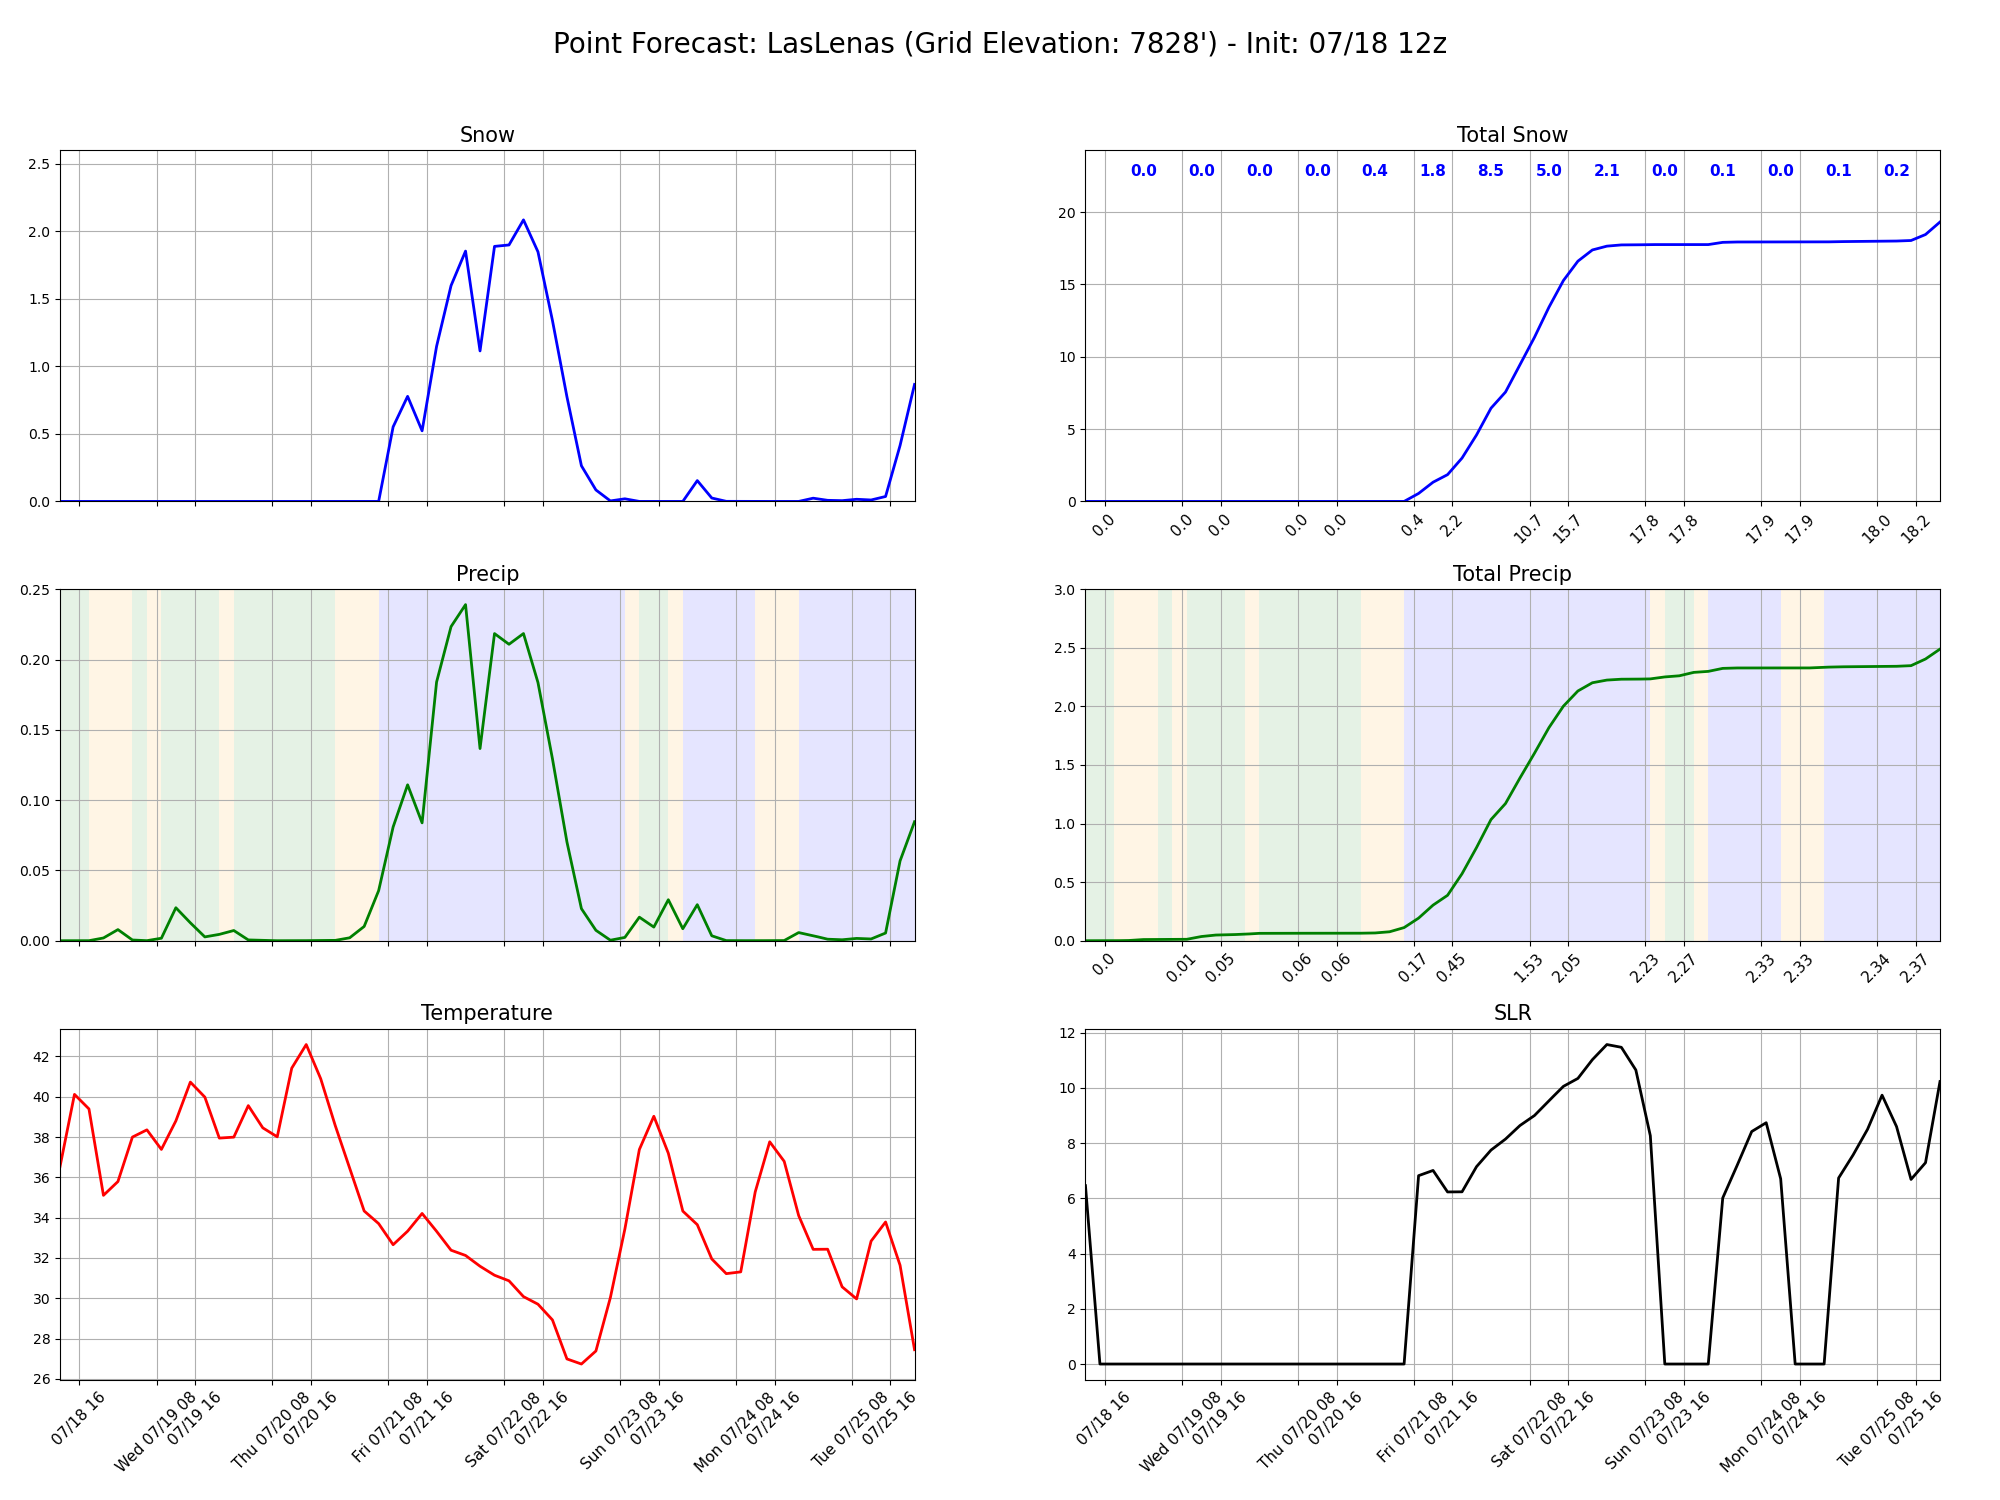 Point Forecast: LasLenas (Grid Elevation: 7828') - Init: 07/18 12z
Snow
2.5
2.0
1.5
1.0
0.5
0.0
Total Snow
0.0 0.0 0.0 0.0 0.4 1.8 8.5 5.0 2.1 0.0 0.1 0.0 0.1 0.2
20
15
10
5
0
0.0 0.0 0.0 0.0 0.0 0.4 2.2 10.7 15.7 17.8 17.8 17.9 17.9 18.0 18.2
Precip
0.25
0.20
0.15
0.10
0.05
0.00
Total Precip
3.0
2.5
2.0
1.5
1.0
0.5
0.0
0.0 0.01 0.05 0.06 0.06 0.17 0.45 1.53 2.05 2.23 2.27 2.33 2.33 2.34 2.37
Temperature
42
40
38
36
34
32
30
28
26
07/18 16
Wed 07/19 08
07/19 16
Thu 07/20 08
07/20 16
Fri 07/21 08
07/21 16
Sat 07/22 08
07/22 16
Sun 07/23 08
07/23 16
Mon 07/24 08
07/24 16
Tue 07/25 08
07/25 16
SLR
12
10
8
6
4
2
0
07/18 16
Wed 07/19 08
07/19 16
Thu 07/20 08
07/20 16
Fri 07/21 08
07/21 16
Sat 07/22 08
07/22 16
Sun 07/23 08
07/23 16
Mon 07/24 08
07/24 16
Tue 07/25 08
07/25 16